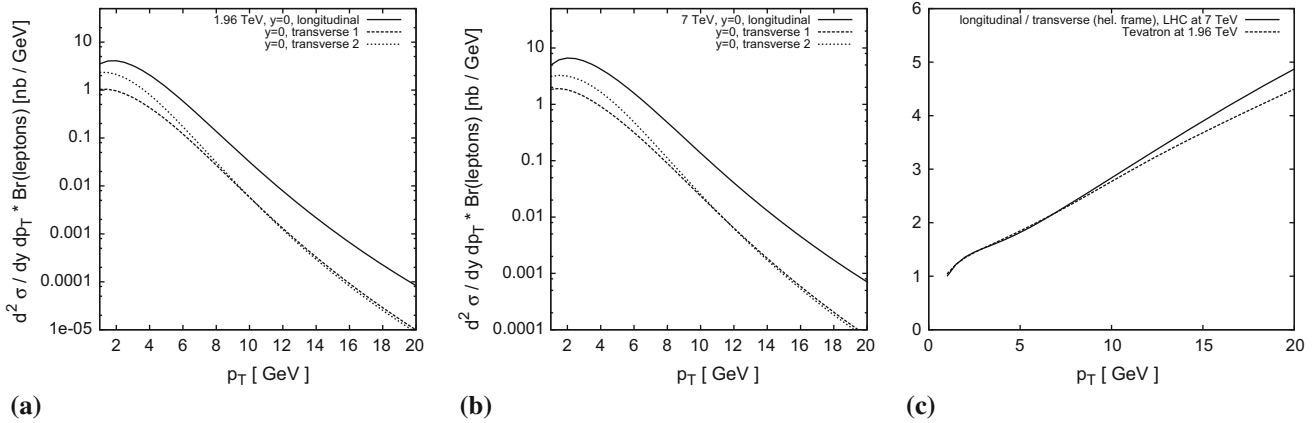 1.96 TeV, y=0, longitudinal
y=0, transverse 1
y=0, transverse 2
10
1
0.1
0.01
0.001
0.0001
1e-05
2 4 6 8 10 12 14 16 18 20
d² σ / dy dp_T * Br(leptons) [nb / GeV]
p_T [ GeV ]
(a)
7 TeV, y=0, longitudinal
y=0, transverse 1
y=0, transverse 2
10
1
0.1
0.01
0.001
0.0001
2 4 6 8 10 12 14 16 18 20
d² σ / dy dp_T * Br(leptons) [nb / GeV]
p_T [ GeV ]
(b)
longitudinal / transverse (hel. frame), LHC at 7 TeV
Tevatron at 1.96 TeV
6
5
4
3
2
1
0
0 5 10 15 20
p_T [ GeV ]
(c)